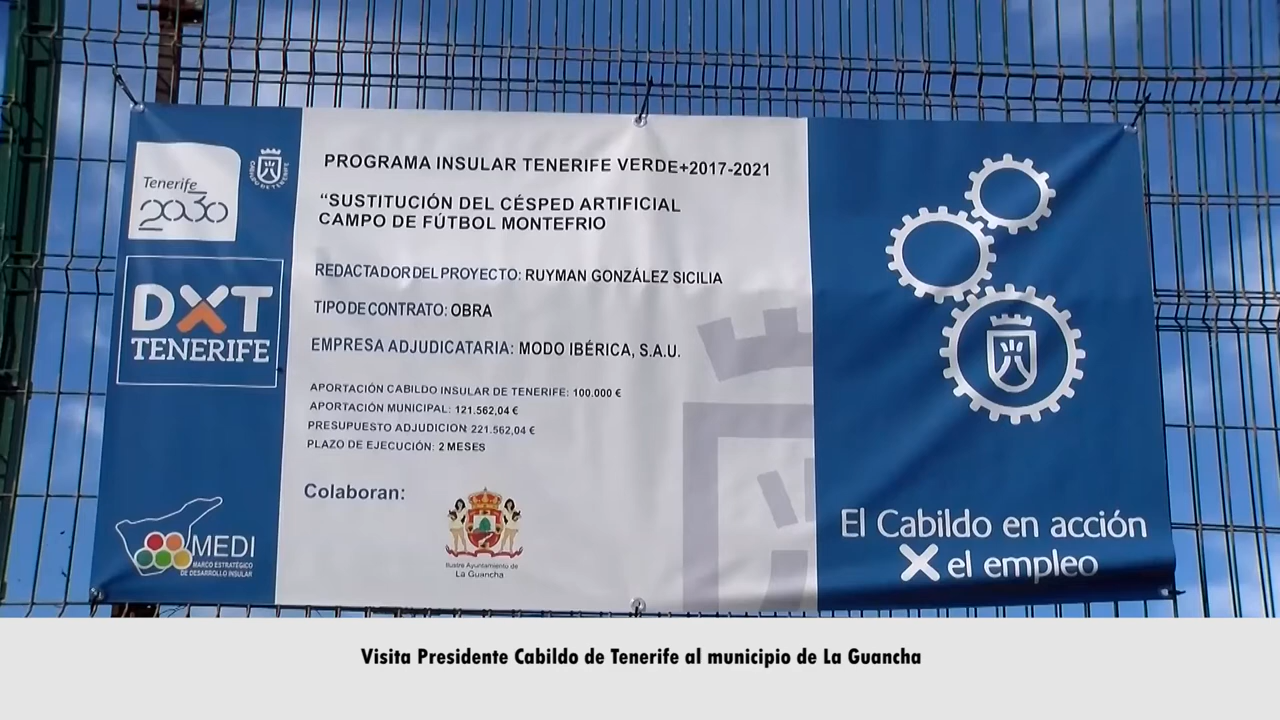 Tenerife
2030
CABILDO DE TENERIFE
DXT
TENERIFE
MEDI
MARCO ESTRATÉGICO
DE DESARROLLO INSULAR
PROGRAMA INSULAR TENERIFE VERDE+2017-2021
“SUSTITUCIÓN DEL CÉSPED ARTIFICIAL
CAMPO DE FÚTBOL MONTEFRIO
REDACTADOR DEL PROYECTO: RUYMAN GONZÁLEZ SICILIA
TIPO DE CONTRATO: OBRA
EMPRESA ADJUDICATARIA: MODO IBÉRICA, S.A.U.
APORTACIÓN CABILDO INSULAR DE TENERIFE: 100.000 €
APORTACIÓN MUNICIPAL: 121.562,04 €
PRESUPUESTO ADJUDICION 221.562,04 €
PLAZO DE EJECUCIÓN: 2 MESES
Colaboran:
Ilustre Ayuntamiento de
La Guancha
El Cabildo en acción
X el empleo
Visita Presidente Cabildo de Tenerife al municipio de La Guancha